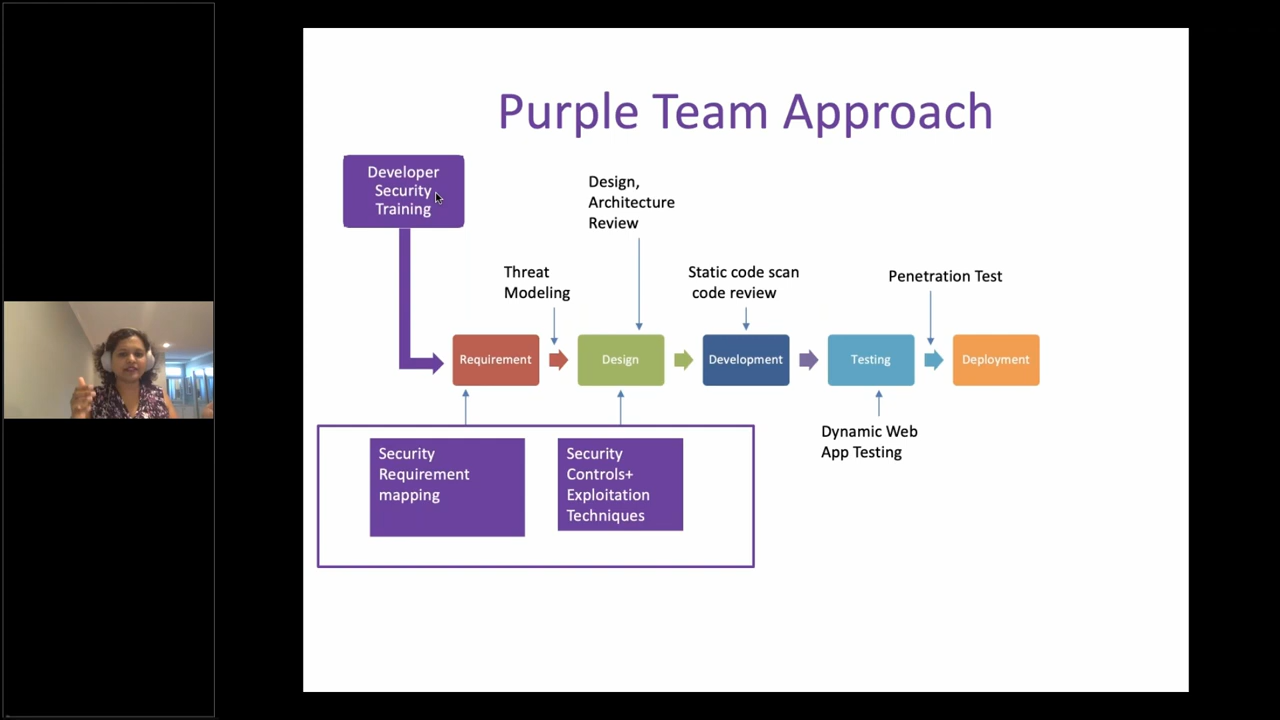 Purple Team Approach
Developer
Security
Training
Design,
Architecture
Review
Threat
Modeling
Static code scan
code review
Penetration Test
Requirement
Design
Development
Testing
Deployment
Security
Requirement
mapping
Security
Controls+
Exploitation
Techniques
Dynamic Web
App Testing